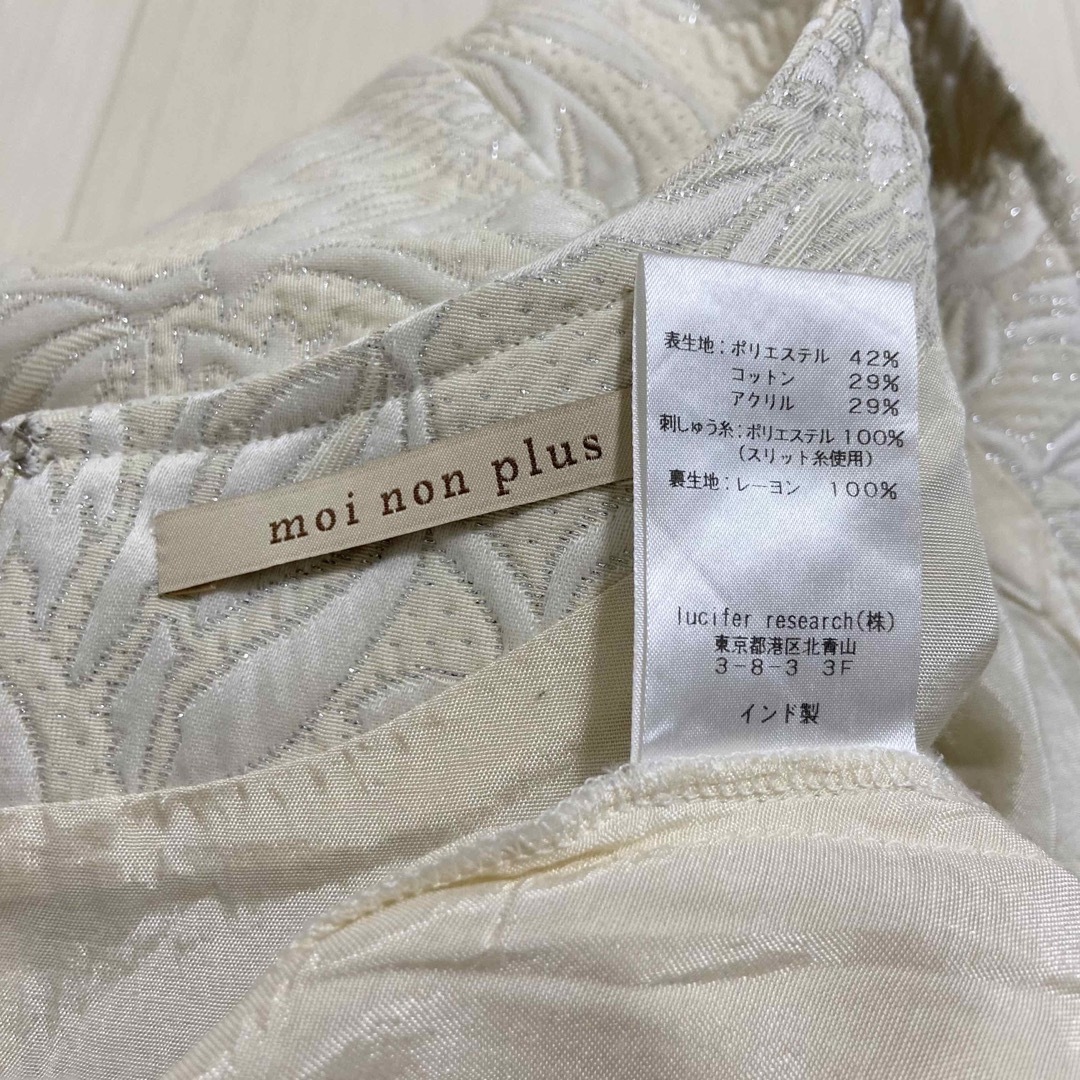 moi non plus
表生地:ポリエステル 42%
コットン 29%
アクリル 29%
刺しゅう糸:ポリエステル 100%
(スリット糸使用)
裏生地:レーヨン 100%
lucifer research(株)
東京都港区北青山
3-8-3 3F
インド製